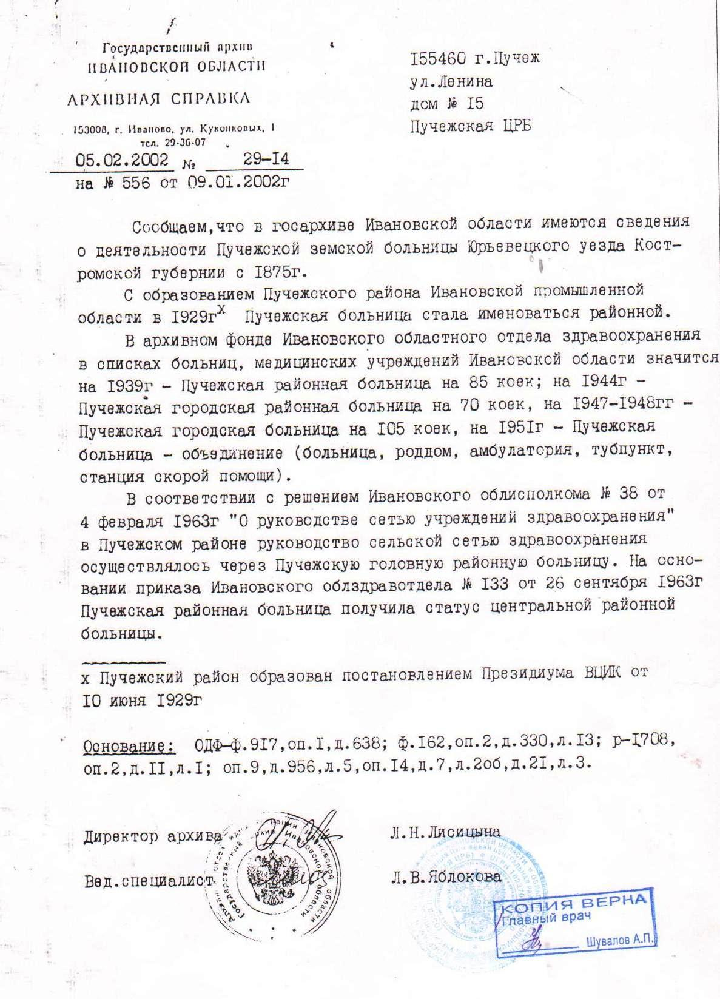 Государственный архив
ИВАНОВСКОЙ ОБЛАСТИ
АРХИВНАЯ СПРАВКА
153008, г. Иваново, ул. Куконковых, 1
тел. 29-36-07
05.02.2002 № 29-I4
на № 556 от 09.01.2002г
I55460 г.Пучеж
ул.Ленина
дом № I5
Пучежская ЦРБ
Сообщаем,что в госархиве Ивановской области имеются сведения
о деятельности Пучежской земской больницы Юрьевецкого уезда Кост-
ромской губернии с I875г.
С образованием Пучежского района Ивановской промышленной
области в I929гх Пучежская больница стала именоваться районной.
В архивном фонде Ивановского областного отдела здравоохранения
в списках больниц, медицинских учреждений Ивановской области значится
на I939г - Пучежская районная больница на 85 коек; на I944г -
Пучежская городская районная больница на 70 коек, на I947-I948гг -
Пучежская городская больница на I05 коек, на I95Iг - Пучежская
больница - объединение (больница, роддом, амбулатория, тубпункт,
станция скорой помощи).
В соответствии с решением Ивановского облисполкома № 38 от
4 февраля I963г "О руководстве сетью учреждений здравоохранения"
в Пучежском районе руководство сельской сетью здравоохранения
осуществлялось через Пучежскую головную районную больницу. На осно-
вании приказа Ивановского облздравотдела № I33 от 26 сентября I963г
Пучежская районная больница получила статус центральной районной
больницы.
х Пучежский район образован постановлением Президиума ВЦИК от
I0 июня I929г
Основание: ОДФ-ф.9I7,оп.I,д.638; ф.I62,оп.2,д.330,л.I3; р-I708,
оп.2,д.II,л.I; оп.9,д.956,л.5,оп.I4,д.7,л.2об,д.2I,л.3.
Директор архива Л.Н.Лисицына
Вед.специалист Л.В.Яблокова
Государственный архив Ивановской области
КОПИЯ ВЕРНА
Главный врач
Шувалов А.П.